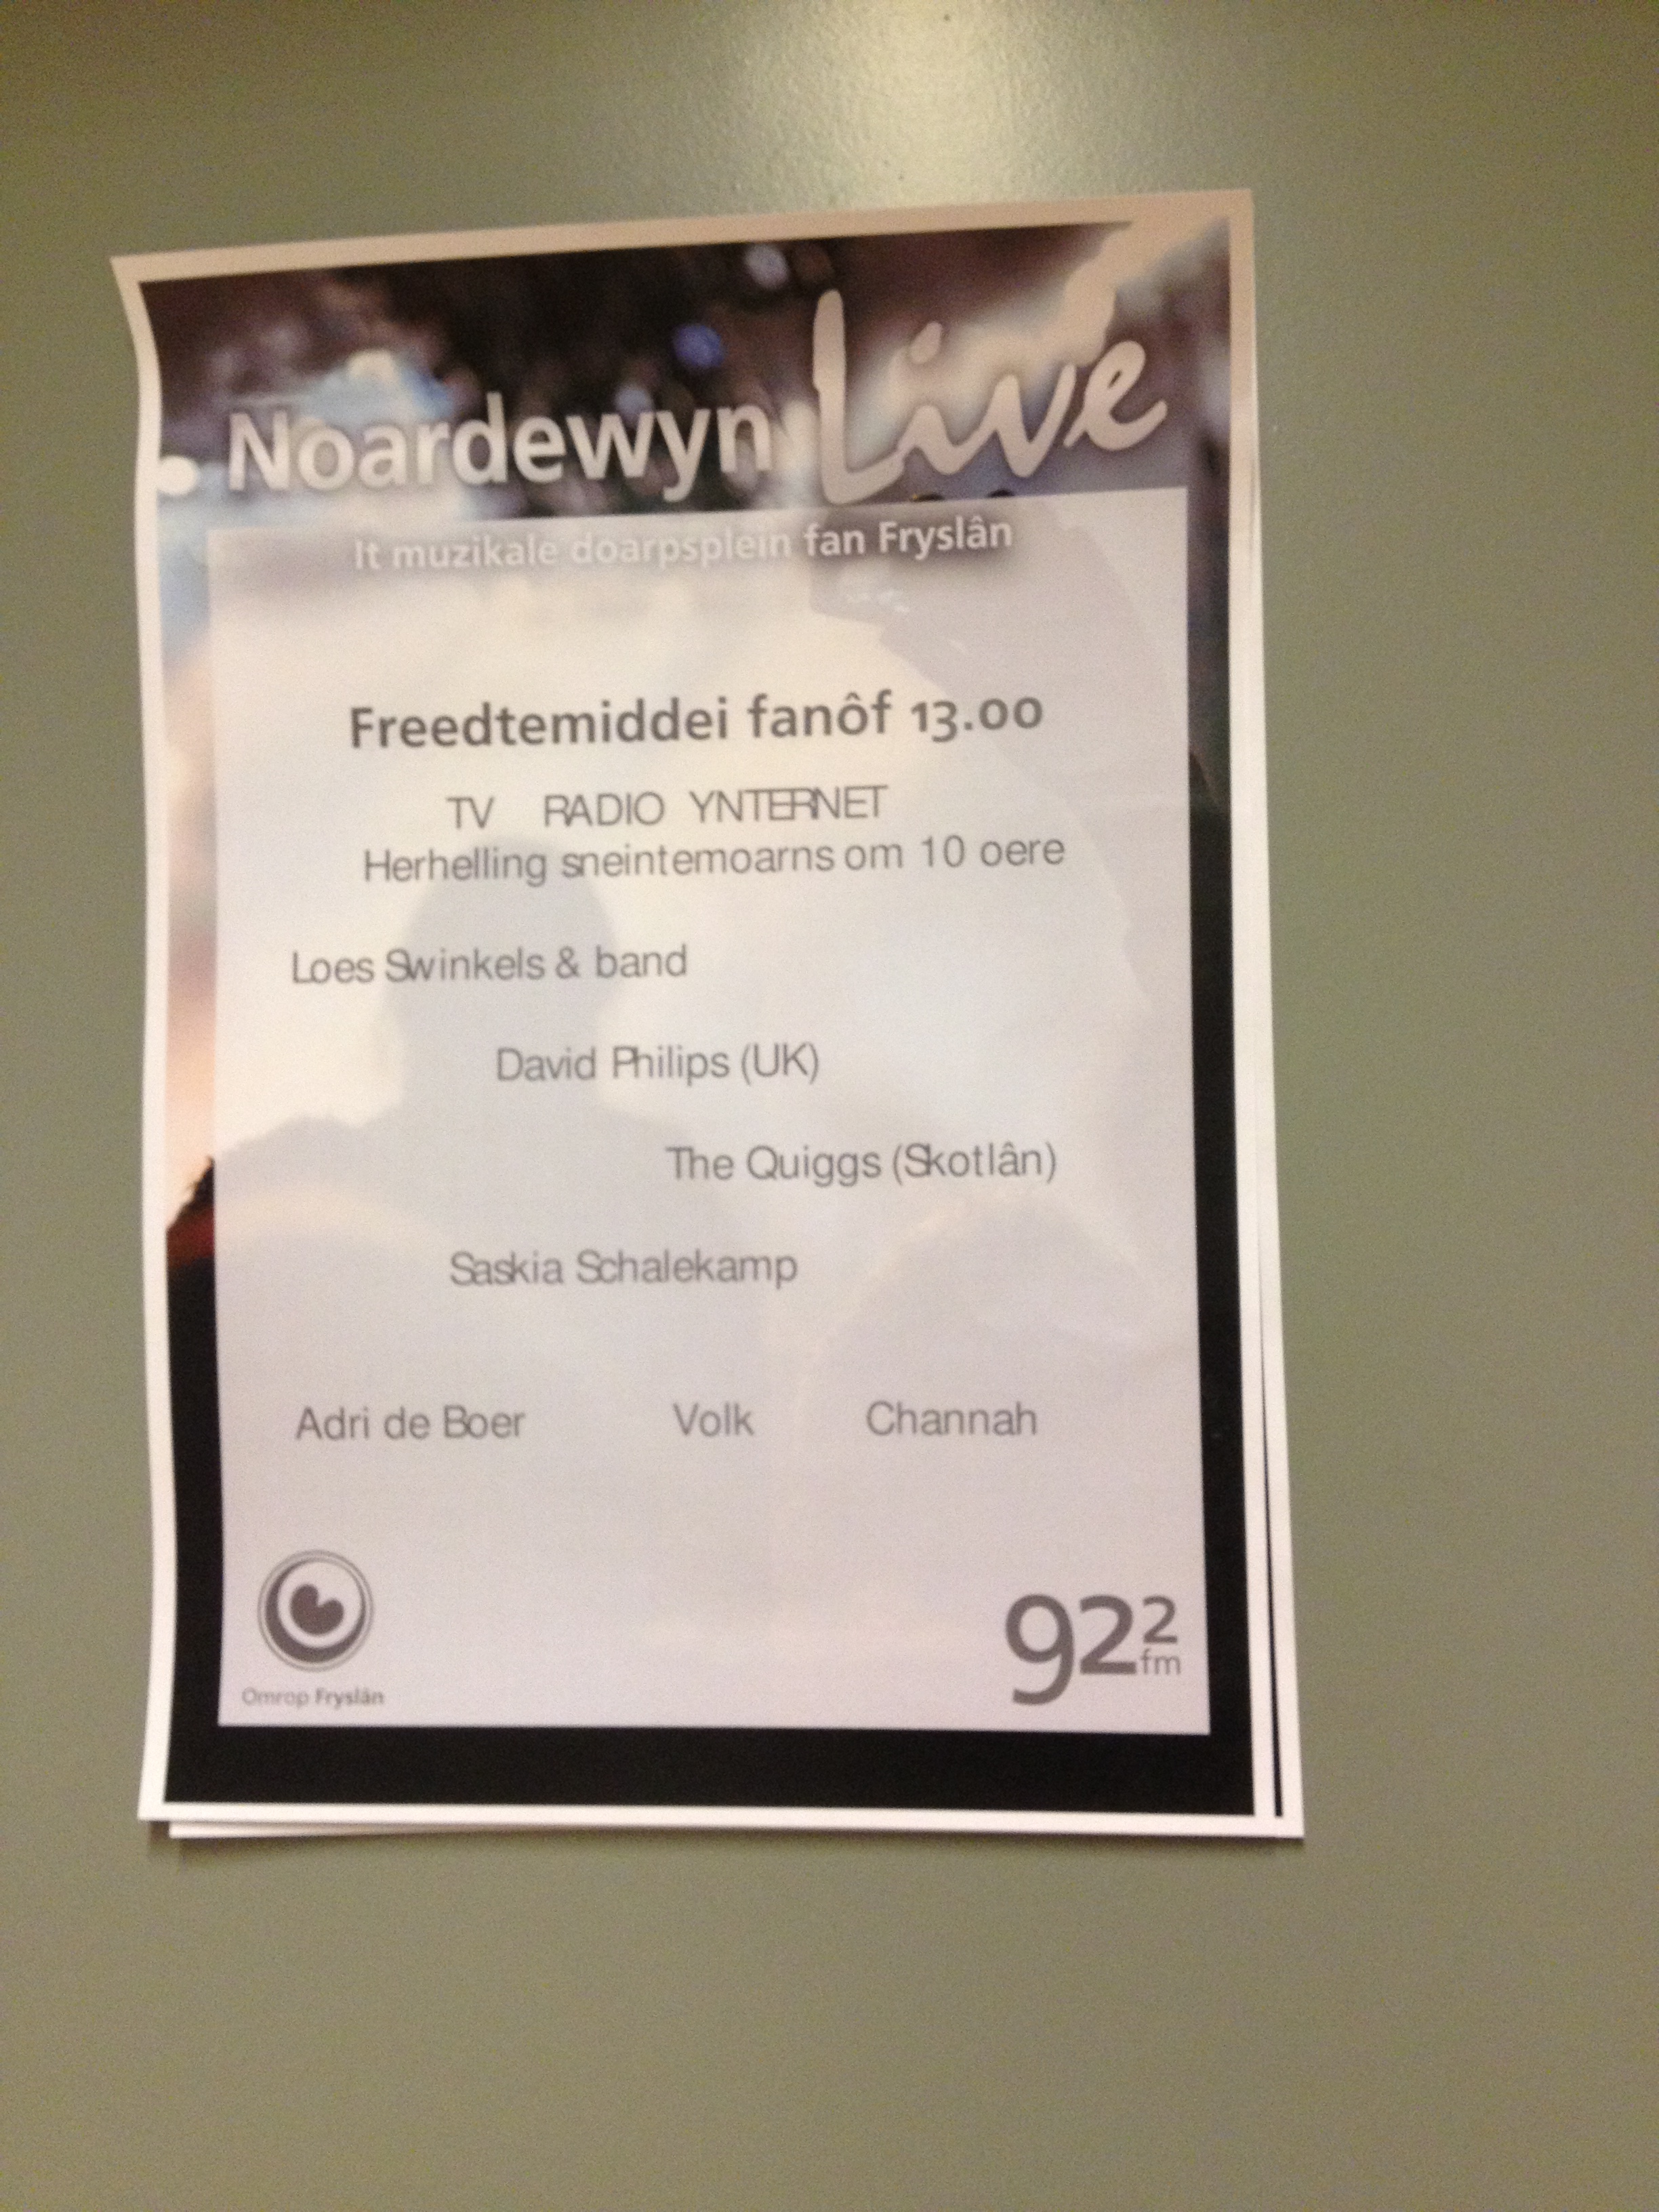 Noardewyn Live
It muzikale doarpsplein fan Fryslân
Freedtemiddei fanôf 13.00
TV RADIO YNTERNET
Herhelling sneintemoarns om 10 oere
Loes Swinkels & band
David Philips (UK)
The Quiggs (Skotlân)
Saskia Schalekamp
Adri de Boer Volk Channah
Omrop Fryslân
92 2 fm